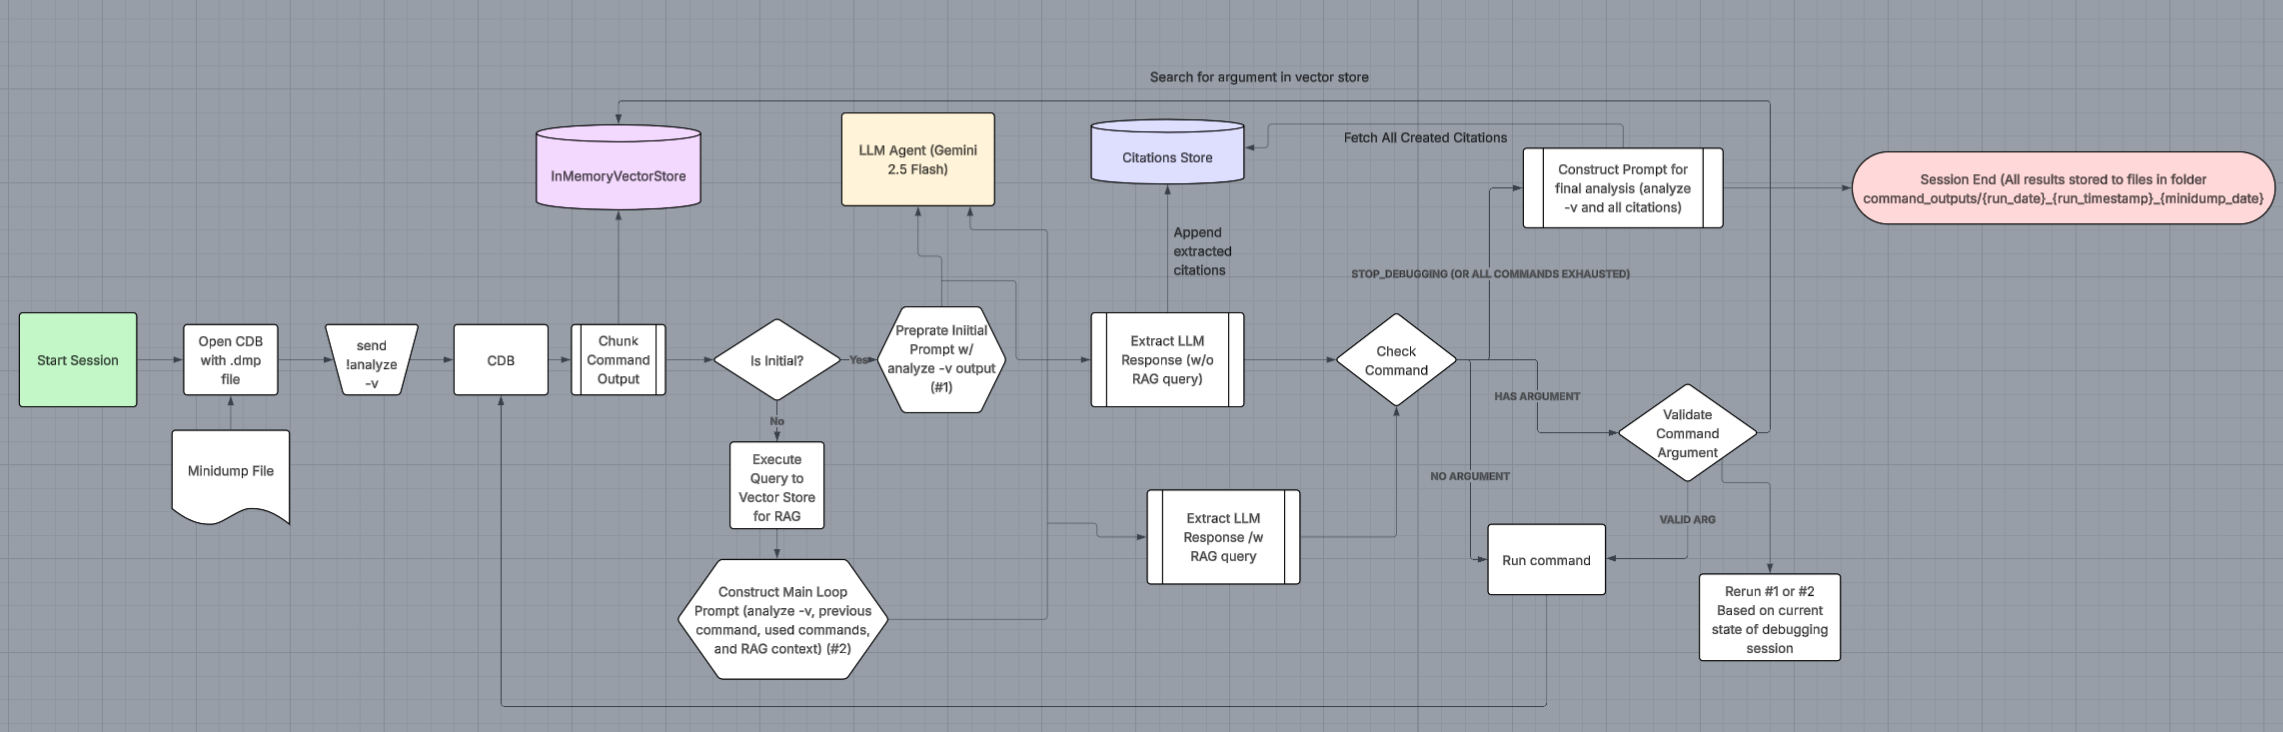 Search for argument in vector store
InMemoryVectorStore
LLM Agent (Gemini
2.5 Flash)
Citations Store
Fetch All Created Citations
Construct Prompt for
final analysis (analyze
-v and all citations)
Session End (All results stored to files in folder
command_outputs/{run_date}_{run_timestamp}_{minidump_date}
Append
extracted
citations
STOP_DEBUGGING (OR ALL COMMANDS EXHAUSTED)
Start Session
Open CDB
with .dmp
file
send
!analyze
-v
CDB
Chunk
Command
Output
Is Initial?
Yes
Preprate Iniitial
Prompt w/
analyze -v output
(#1)
Extract LLM
Response (w/o
RAG query)
Check
Command
HAS ARGUMENT
Validate
Command
Argument
No
Minidump File
Execute
Query to
Vector Store
for RAG
NO ARGUMENT
Extract LLM
Response /w
RAG query
VALID ARG
Run command
Construct Main Loop
Prompt (analyze -v, previous
command, used commands,
and RAG context) (#2)
Rerun #1 or #2
Based on current
state of debugging
session